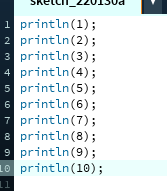 sketch_220130a
1 println(1);
2 println(2);
3 println(3);
4 println(4);
5 println(5);
6 println(6);
7 println(7);
8 println(8);
9 println(9);
10 println(10);
11